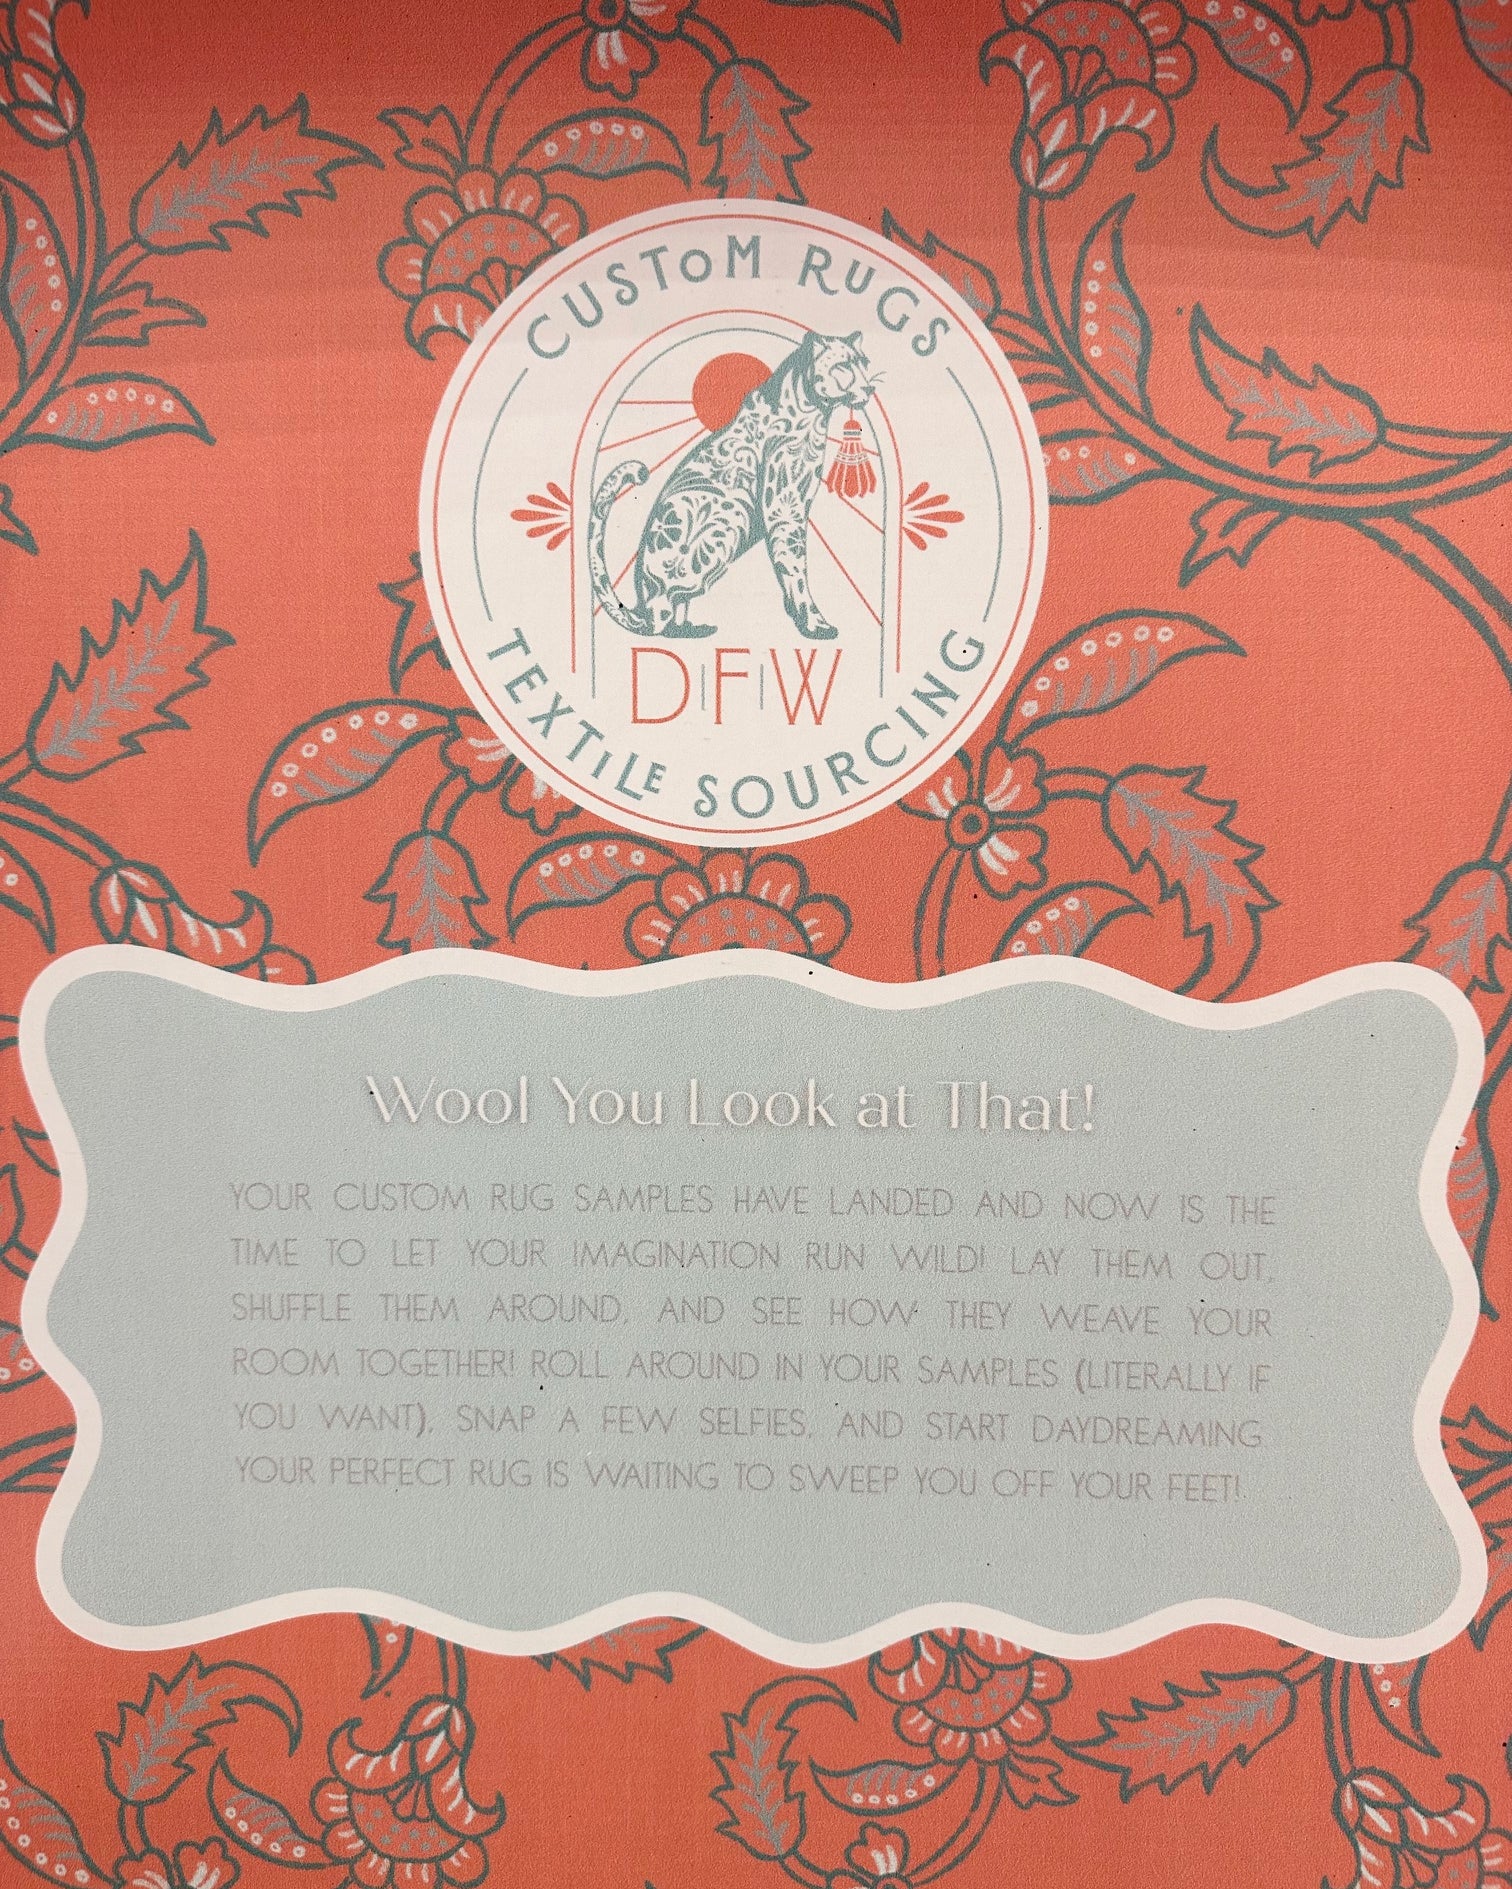 CUSTOM RUGS
DFW
TEXTILE SOURCING
Wool You Look at That!
YOUR CUSTOM RUG SAMPLES HAVE LANDED AND NOW IS THE
TIME TO LET YOUR IMAGINATION RUN WILD! LAY THEM OUT,
SHUFFLE THEM AROUND, AND SEE HOW THEY WEAVE YOUR
ROOM TOGETHER! ROLL AROUND IN YOUR SAMPLES (LITERALLY IF
YOU WANT), SNAP A FEW SELFIES, AND START DAYDREAMING.
YOUR PERFECT RUG IS WAITING TO SWEEP YOU OFF YOUR FEET!